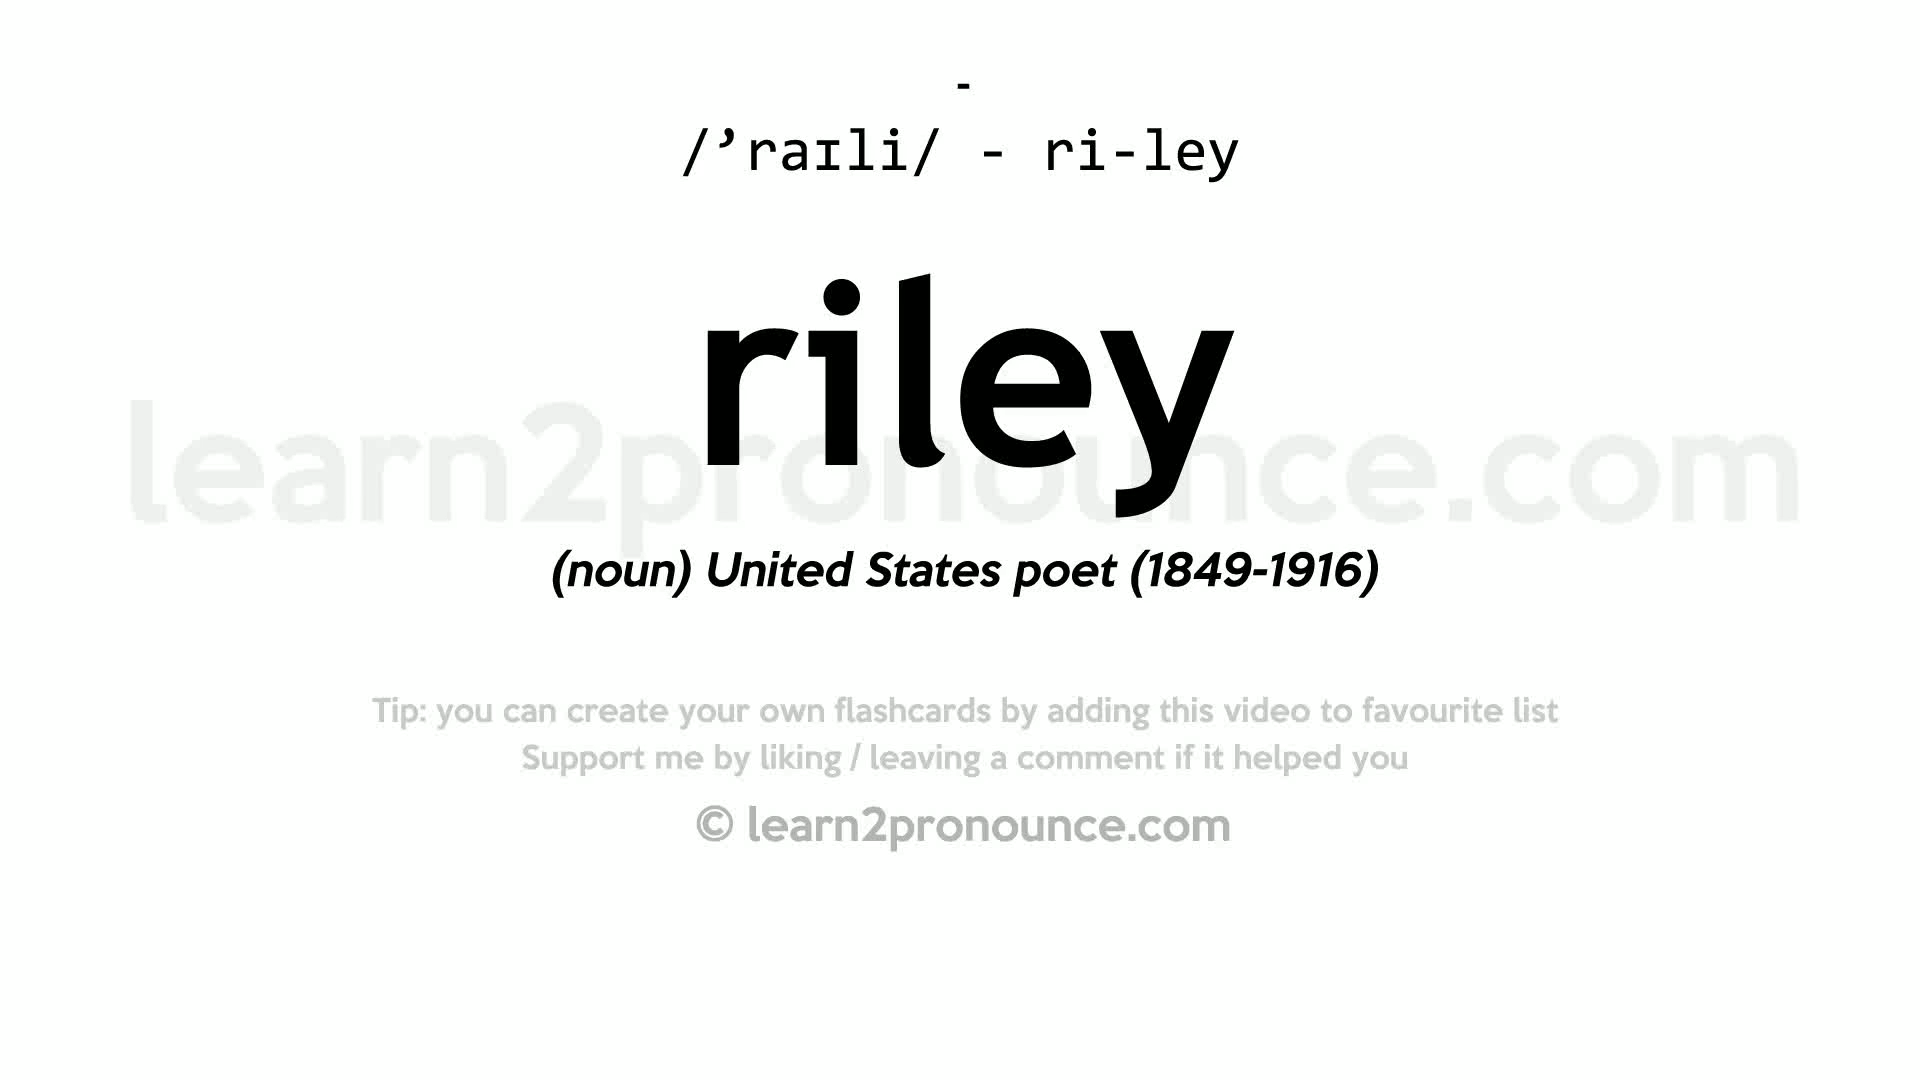 -
/’raɪli/ - ri-ley
riley
learn2pronounce.com
(noun) United States poet (1849-1916)
Tip: you can create your own flashcards by adding this video to favourite list
Support me by liking / leaving a comment if it helped you
© learn2pronounce.com